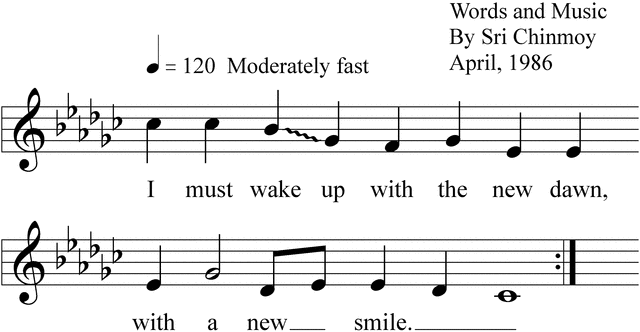 Words and Music
By Sri Chinmoy
April, 1986
= 120 Moderately fast
I must wake up with the new dawn,
with a new smile.